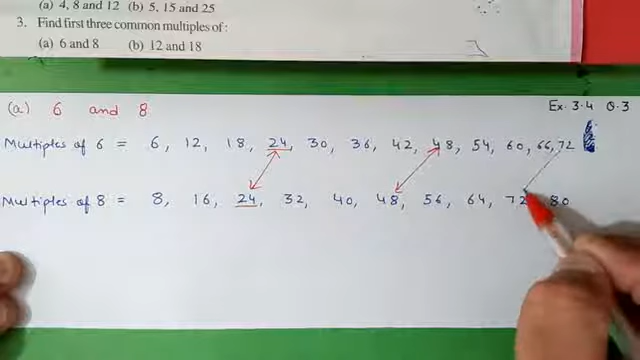 (a) 4, 8 and 12 (b) 5, 15 and 25
3. Find first three common multiples of:
(a) 6 and 8 (b) 12 and 18
(a) 6 and 8 Ex. 3.4 Q.3
Multiples of 6 = 6, 12, 18, 24, 30, 36, 42, 48, 54, 60, 66, 72
Multiples of 8 = 8, 16, 24, 32, 40, 48, 56, 64, 72, 80